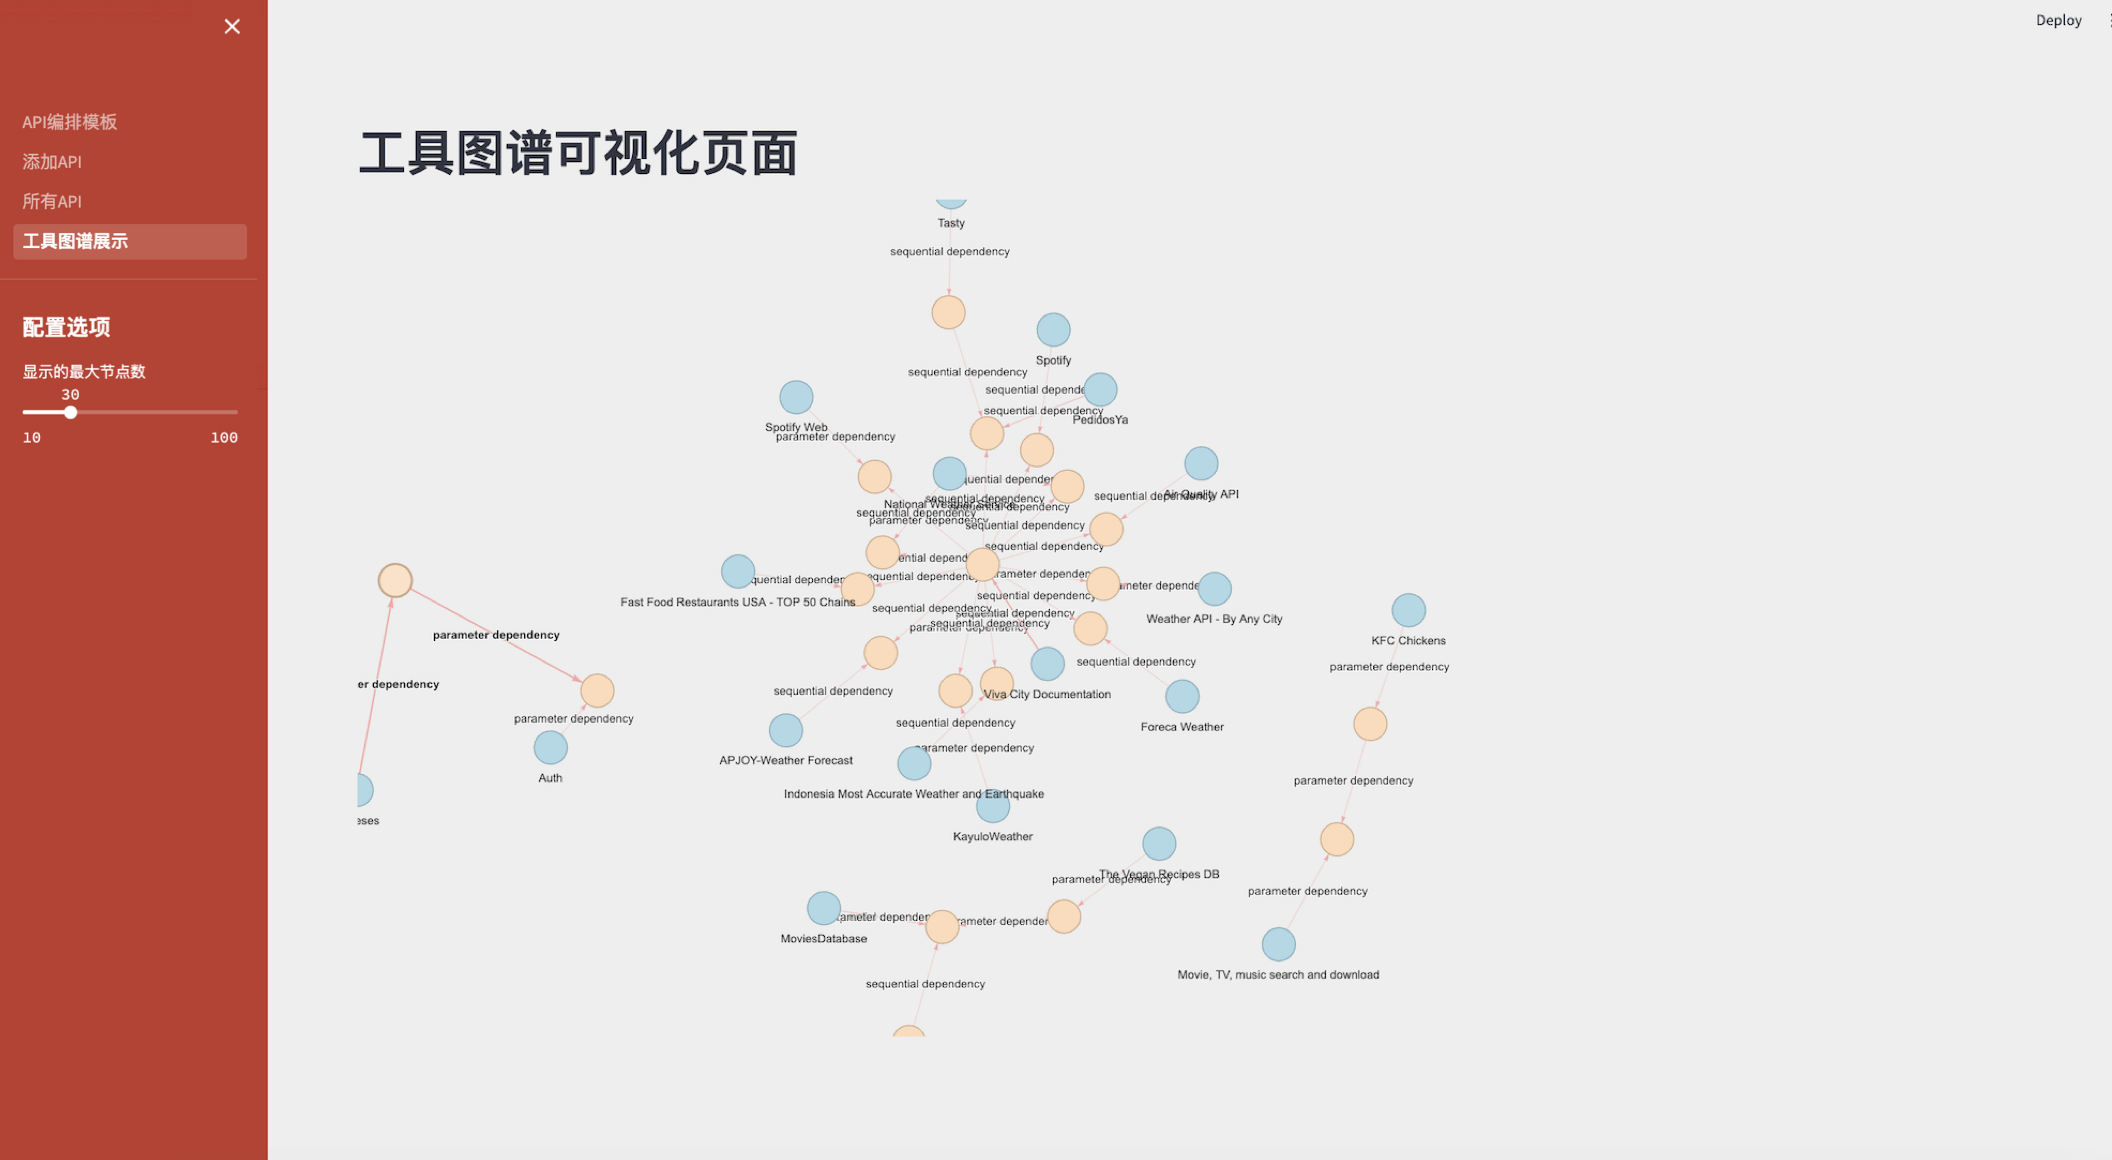 Deploy
API编排模板
添加API
所有API
工具图谱展示
配置选项
显示的最大节点数
30
10
100
工具图谱可视化页面
Tasty
sequential dependency
Spotify
sequential dependency
sequential depende
sequential dependency
PedidosYa
Spotify Web
parameter dependency
Air Quality API
sequential dependency
quential depende
National Weather Service
sequential dependency
sequential dependency
sequential dependency
parameter dependency
sequential dependency
sequential dependency
ential depend
parameter dependen
quential depender
equential dependenc
ameter depende
sequential dependency
Fast Food Restaurants USA - TOP 50 Chains
sequential dependency
sequential dependency
Weather API - By Any City
sequential dependency
parameter dependency
parameter dependency
KFC Chickens
sequential dependency
parameter dependency
er dependency
sequential dependency
Viva City Documentation
parameter dependency
sequential dependency
Foreca Weather
parameter dependency
APJOY-Weather Forecast
Auth
parameter dependency
Indonesia Most Accurate Weather and Earthquake
eses
KayuloWeather
The Vegan Recipes DB
parameter dependency
parameter dependency
ameter dependen
rameter depender
MoviesDatabase
Movie, TV, music search and download
sequential dependency